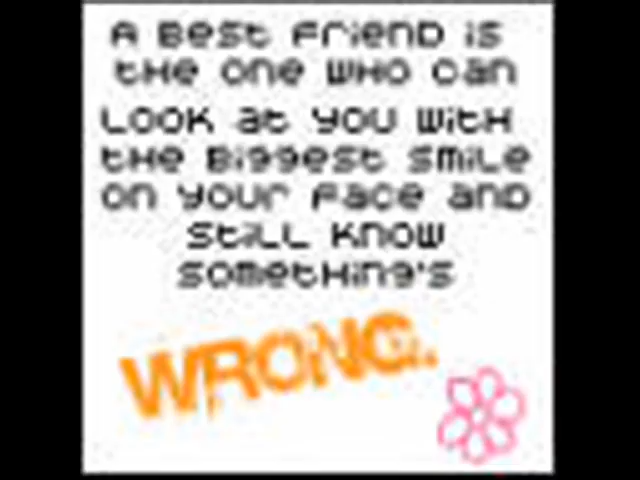 A Best Friend is
the one who can
Look at you with
the Biggest smile
on your face and
still know
something's
WRONG.